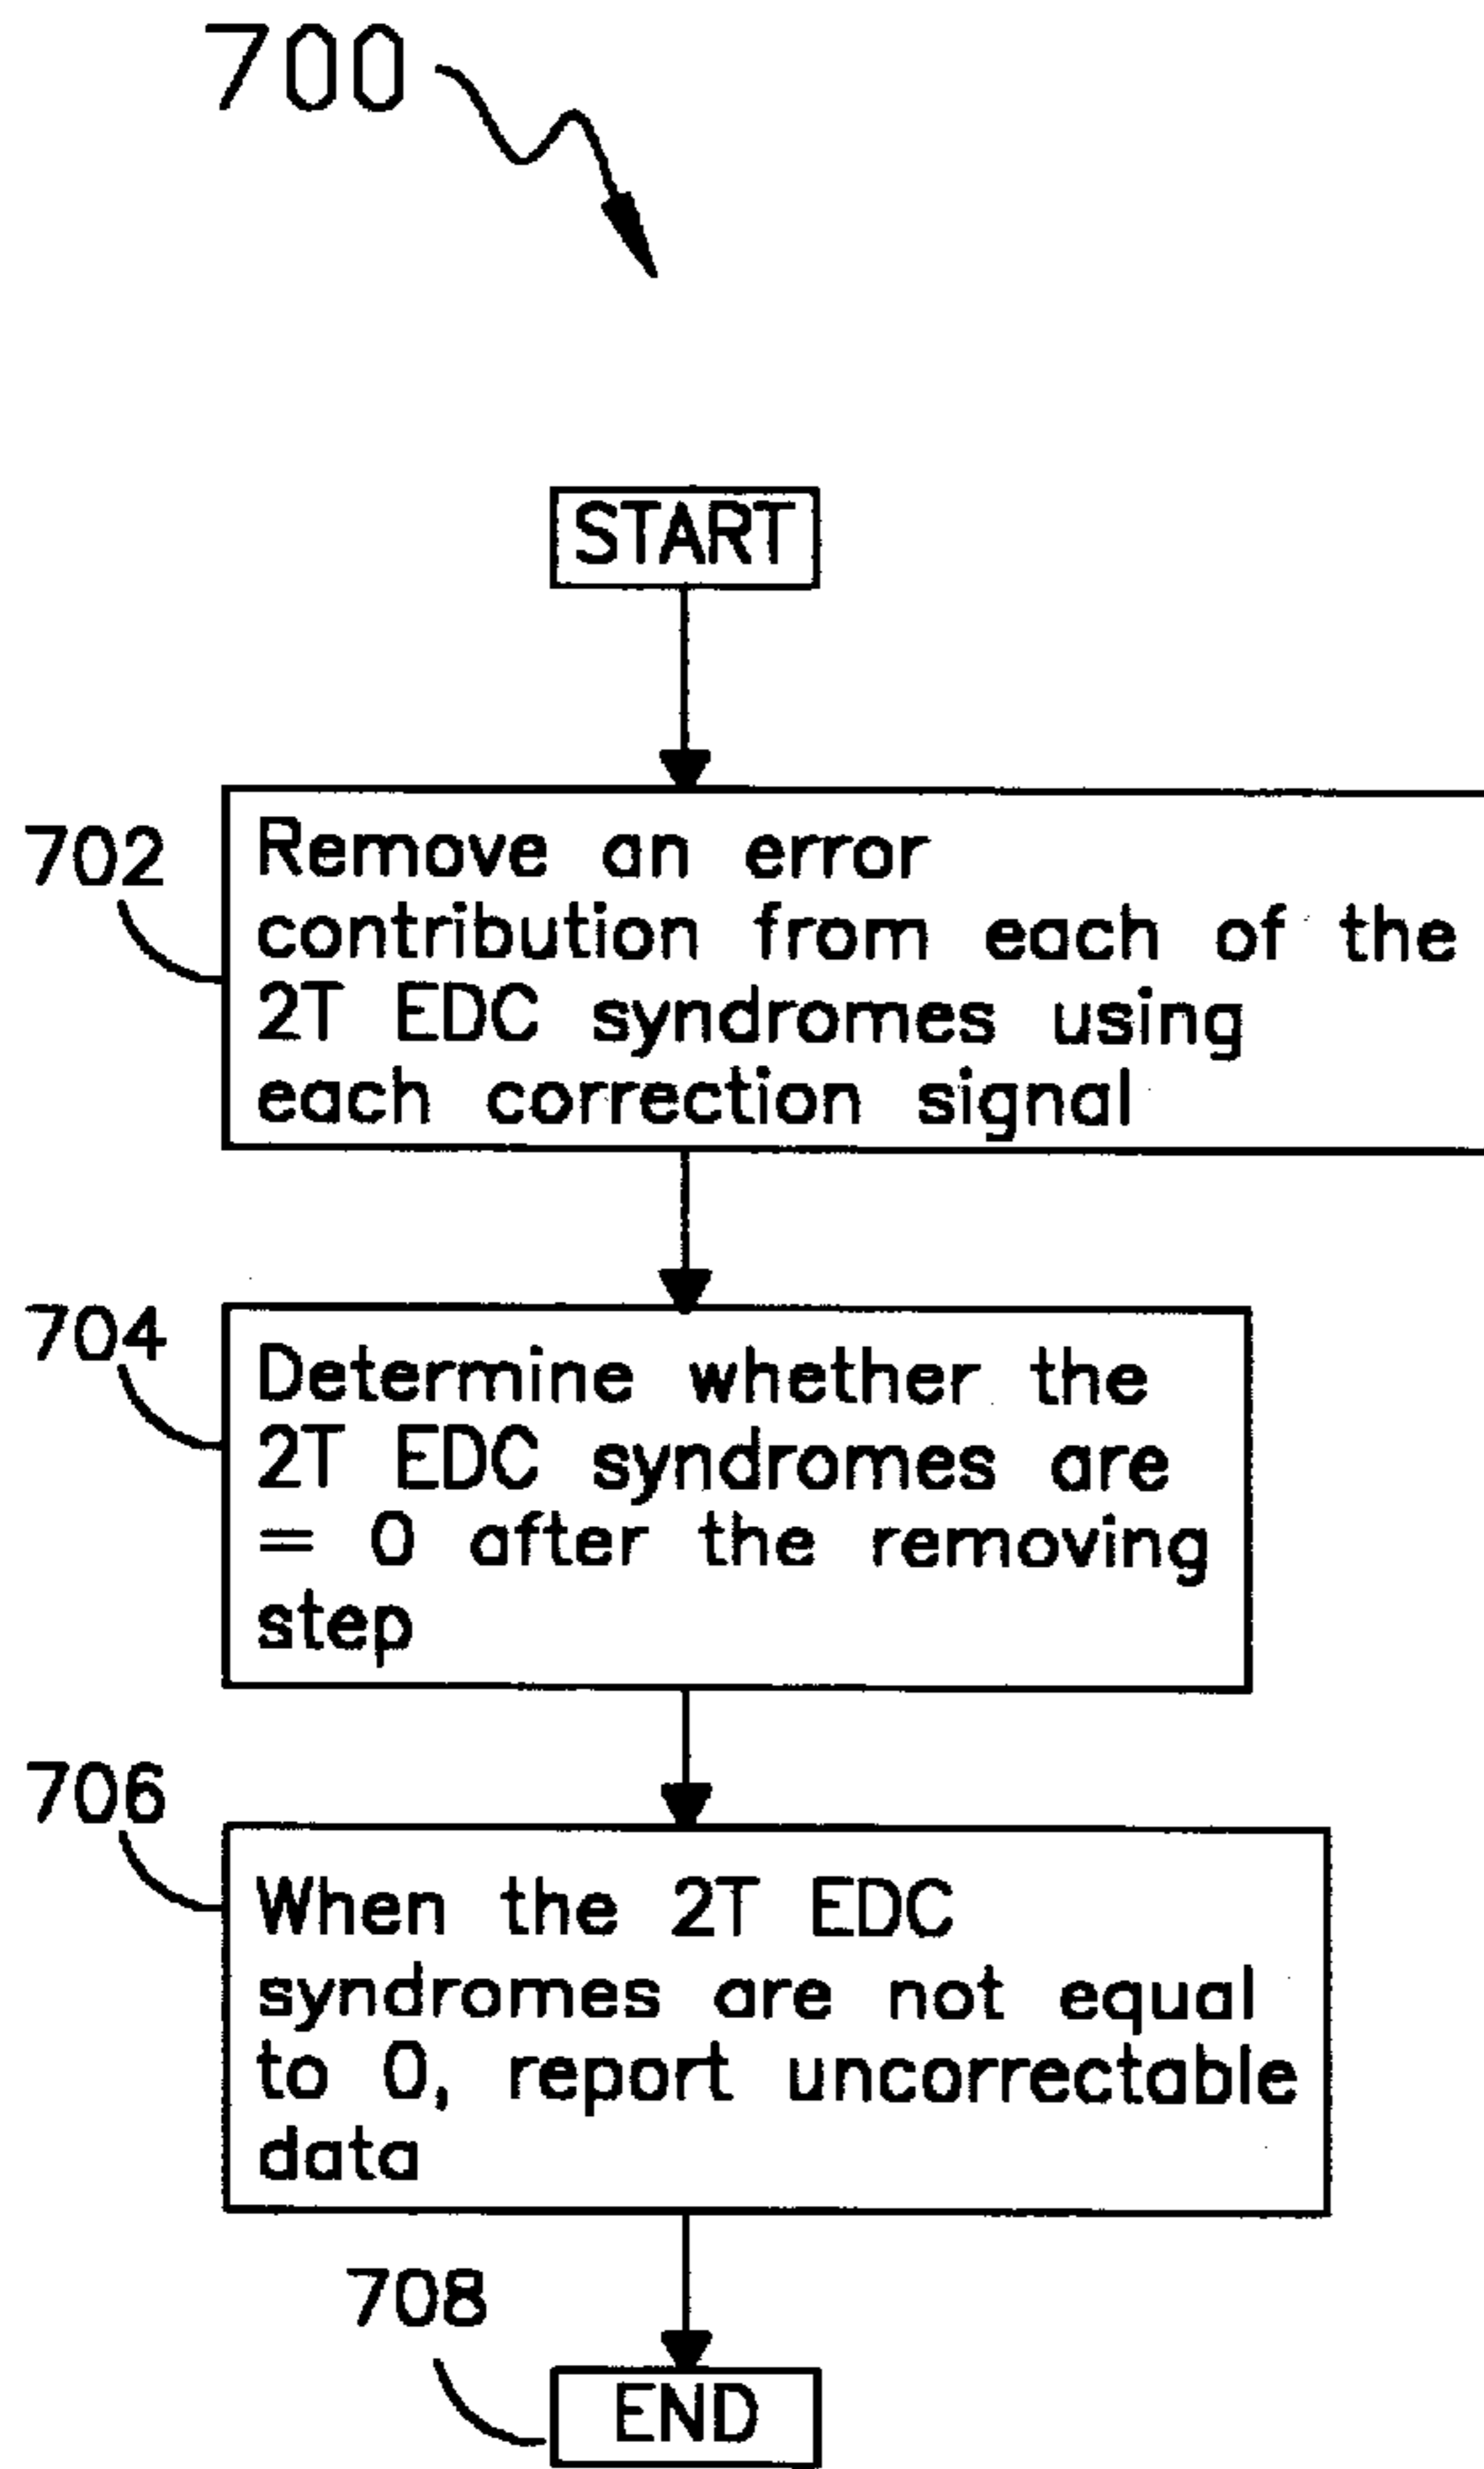 700
START
702
Remove an error
contribution from each of the
2T EDC syndromes using
each correction signal
704
Determine whether the
2T EDC syndromes are
= 0 after the removing
step
706
When the 2T EDC
syndromes are not equal
to 0, report uncorrectable
data
708
END